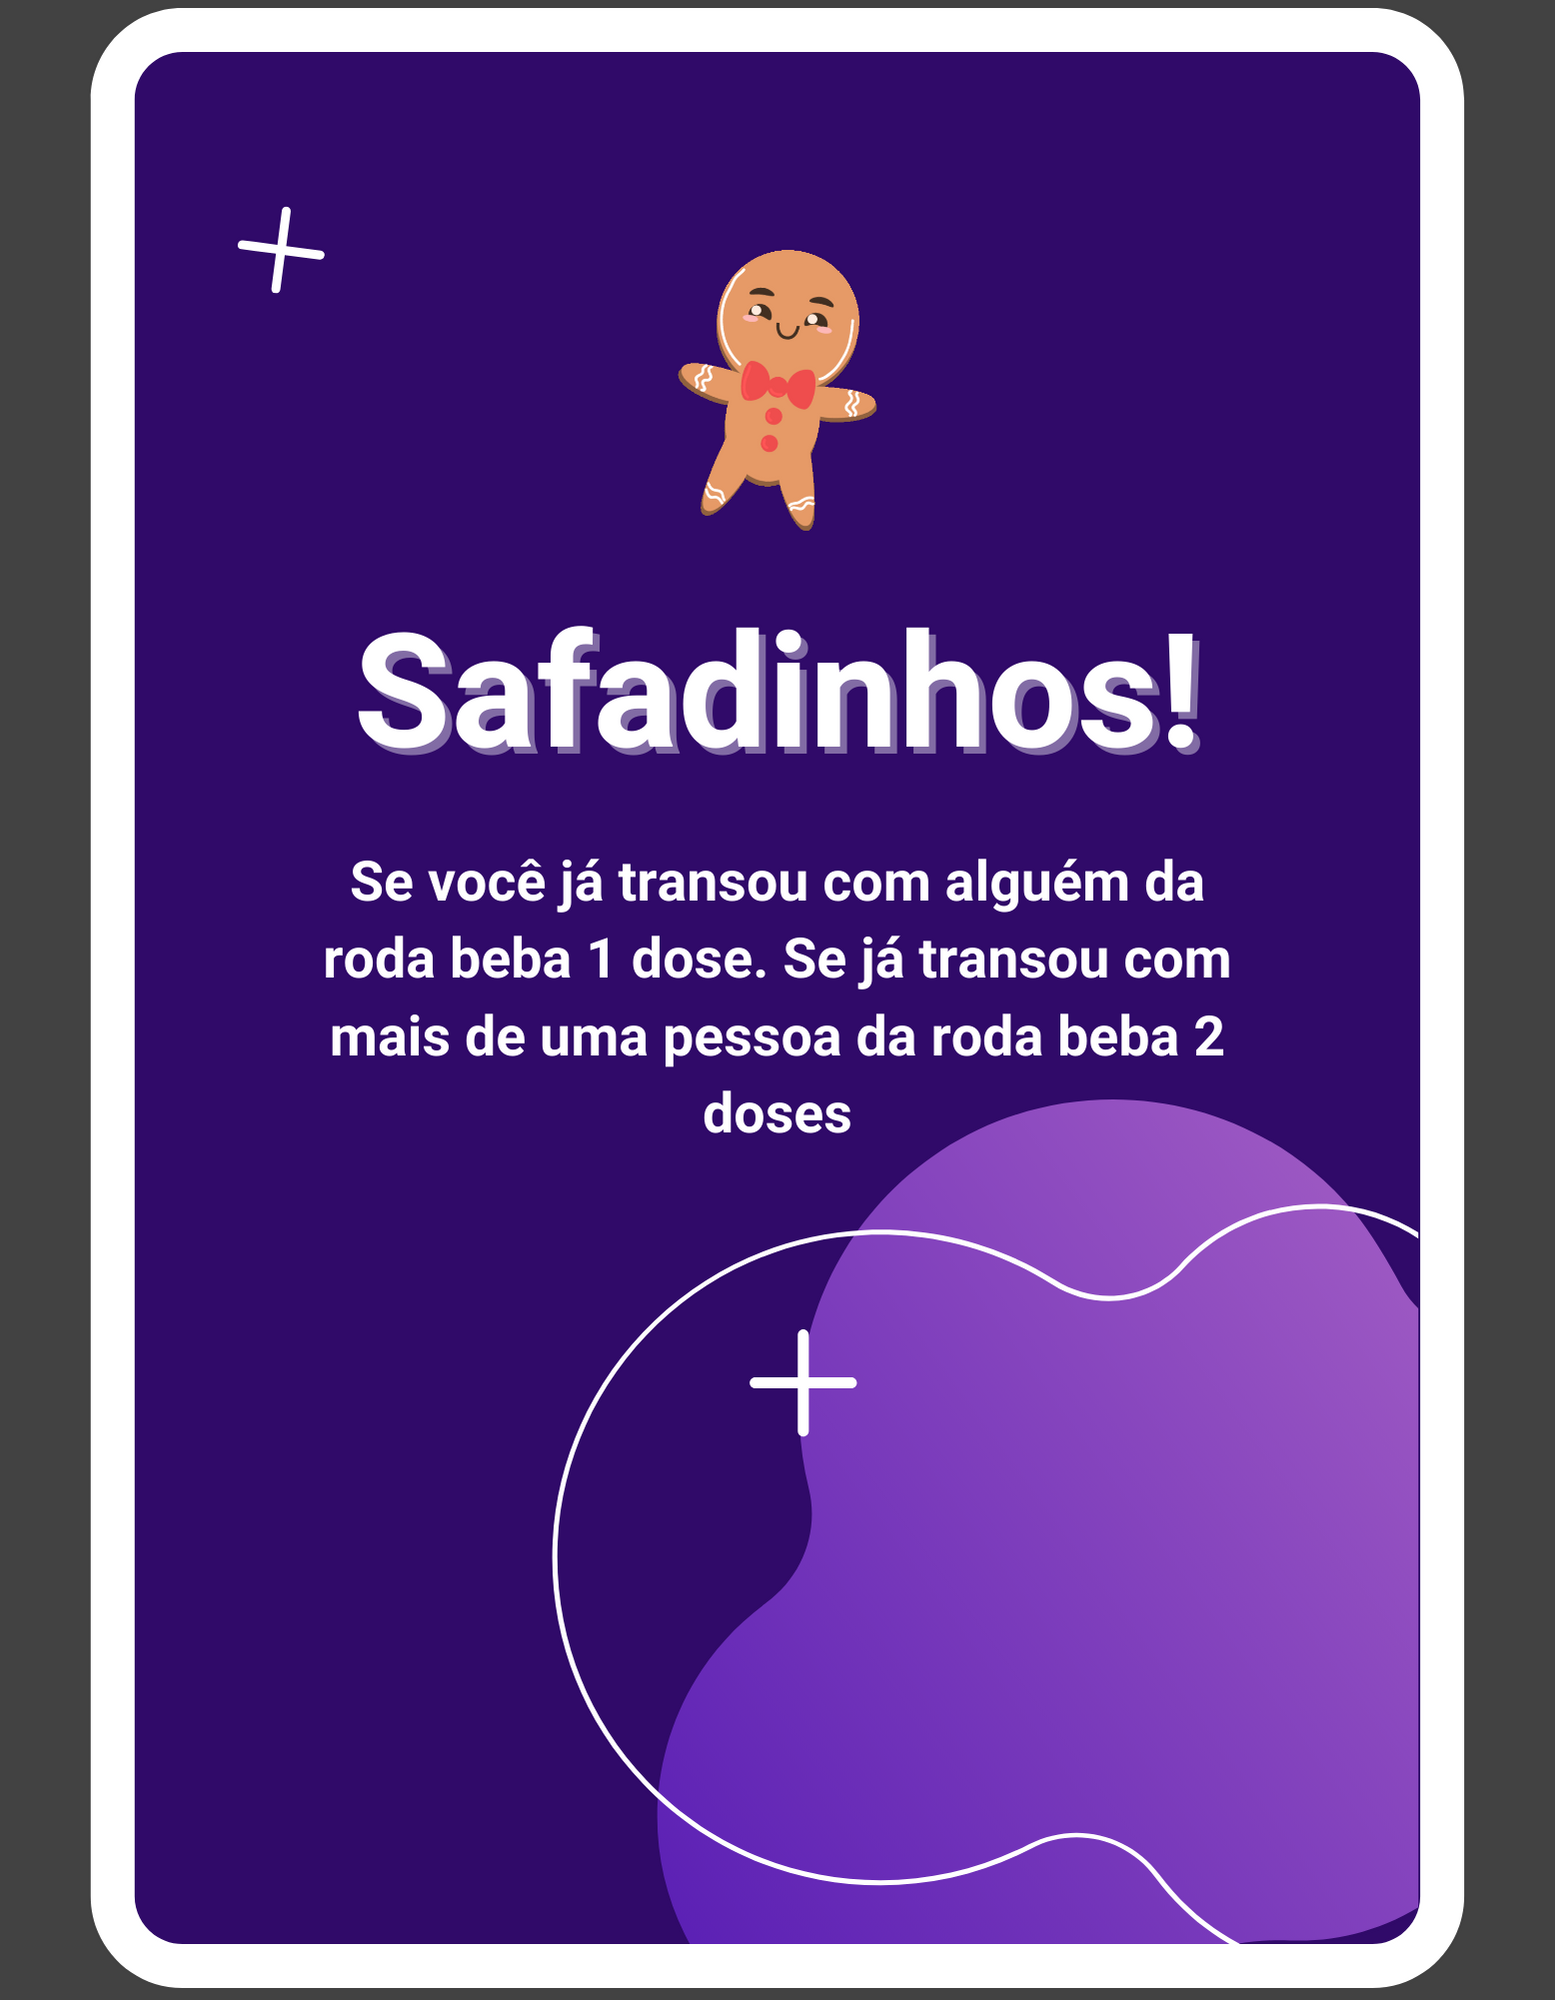 Safadinhos!
Se você já transou com alguém da
roda beba 1 dose. Se já transou com
mais de uma pessoa da roda beba 2
doses